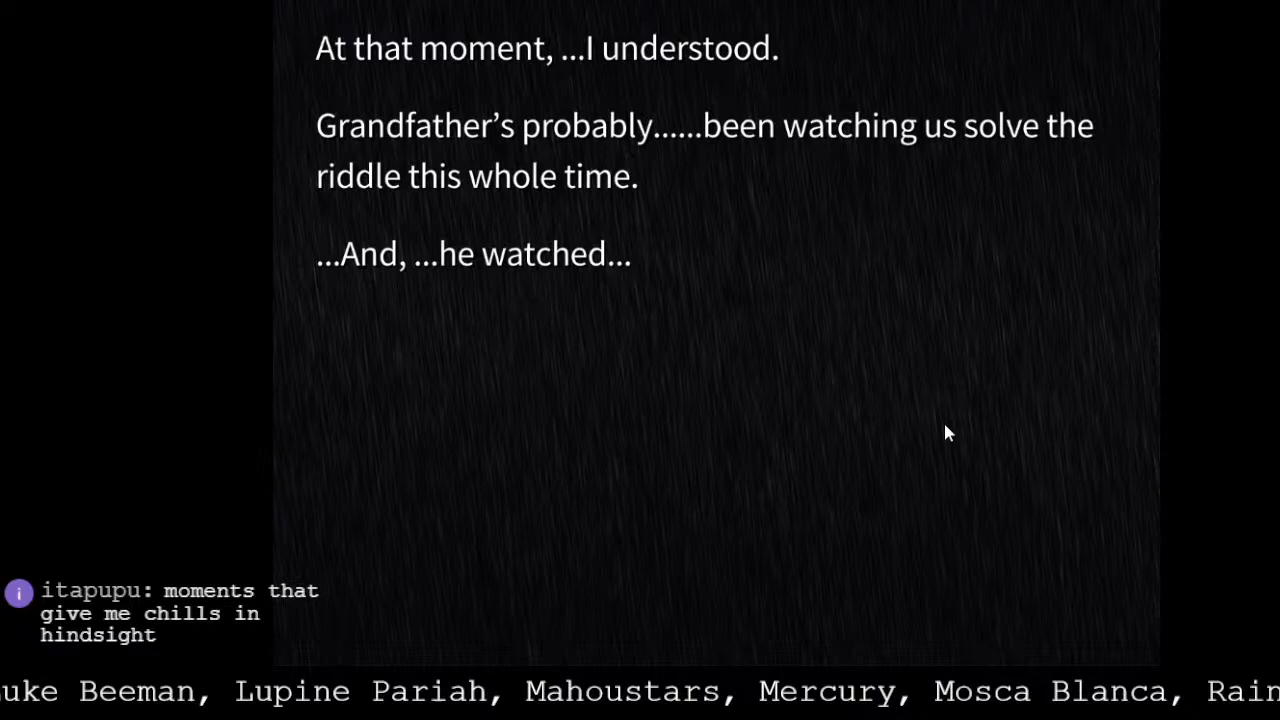 At that moment, ...I understood.
Grandfather’s probably......been watching us solve the
riddle this whole time.
...And, ...he watched...
i itapupu: moments that
give me chills in
hindsight
uke Beeman, Lupine Pariah, Mahoustars, Mercury, Mosca Blanca, Rain